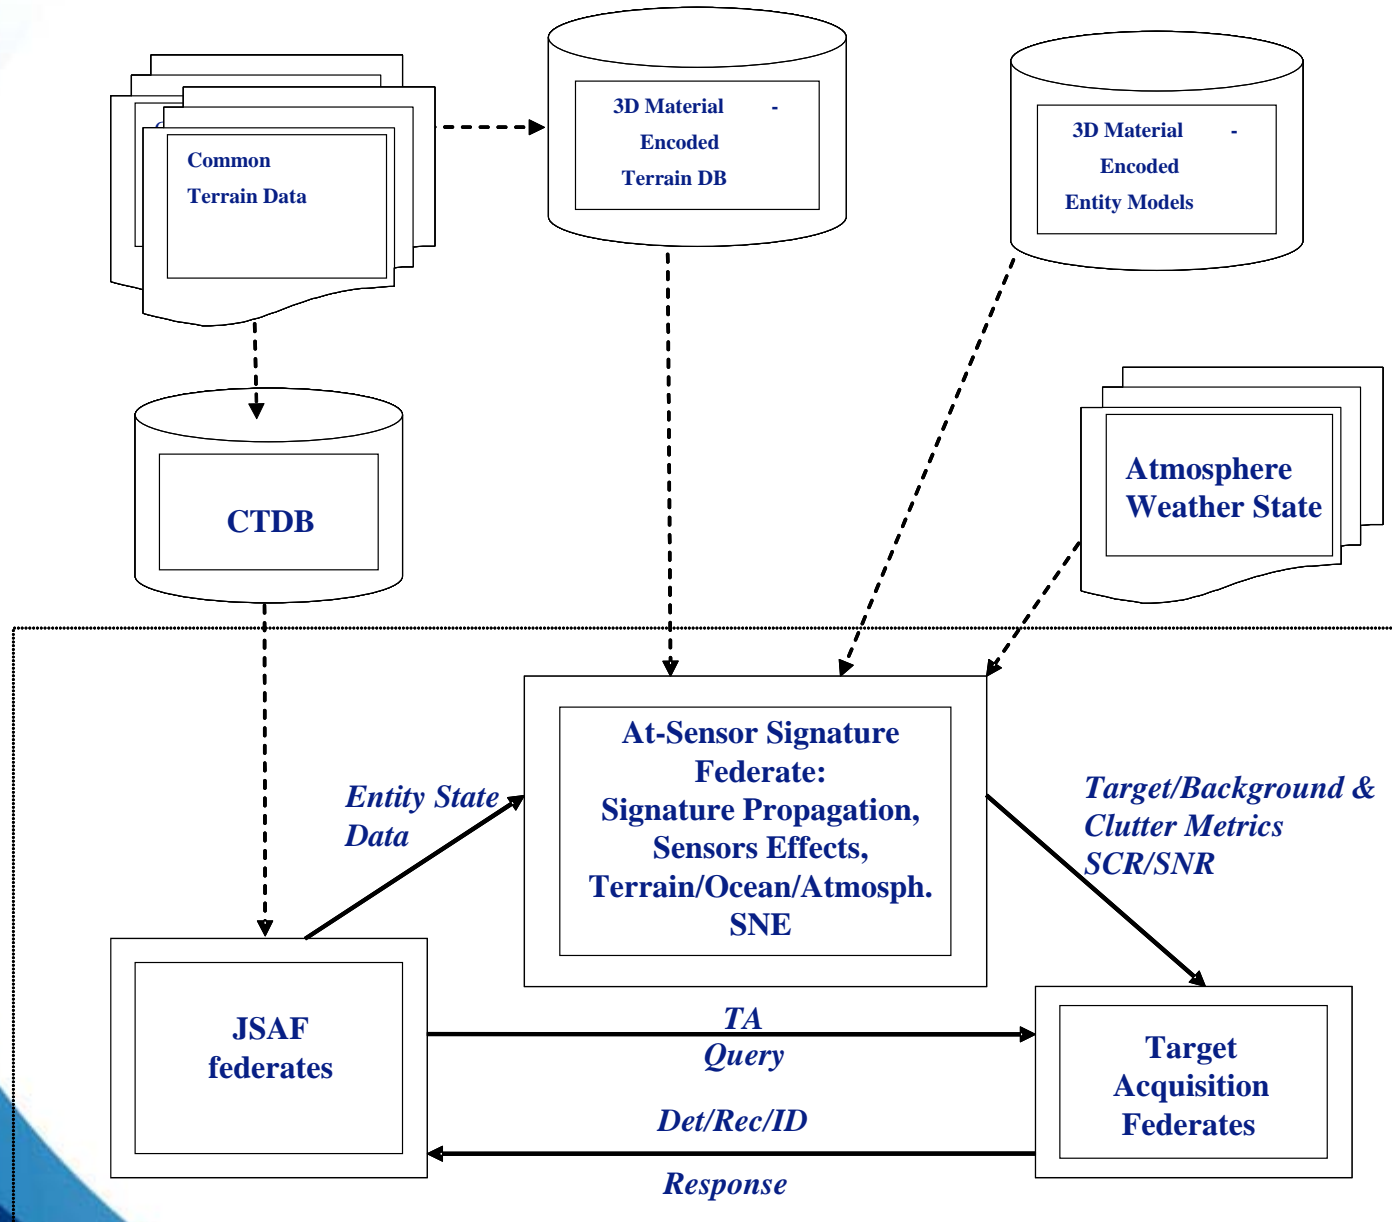 Common
Terrain Data
3D Material -
Encoded
Terrain DB
3D Material -
Encoded
Entity Models
CTDB
Atmosphere
Weather State
At-Sensor Signature
Federate:
Signature Propagation,
Sensors Effects,
Terrain/Ocean/Atmosph.
SNE
Entity State
Data
Target/Background &
Clutter Metrics
SCR/SNR
JSAF
federates
TA
Query
Det/Rec/ID
Response
Target
Acquisition
Federates